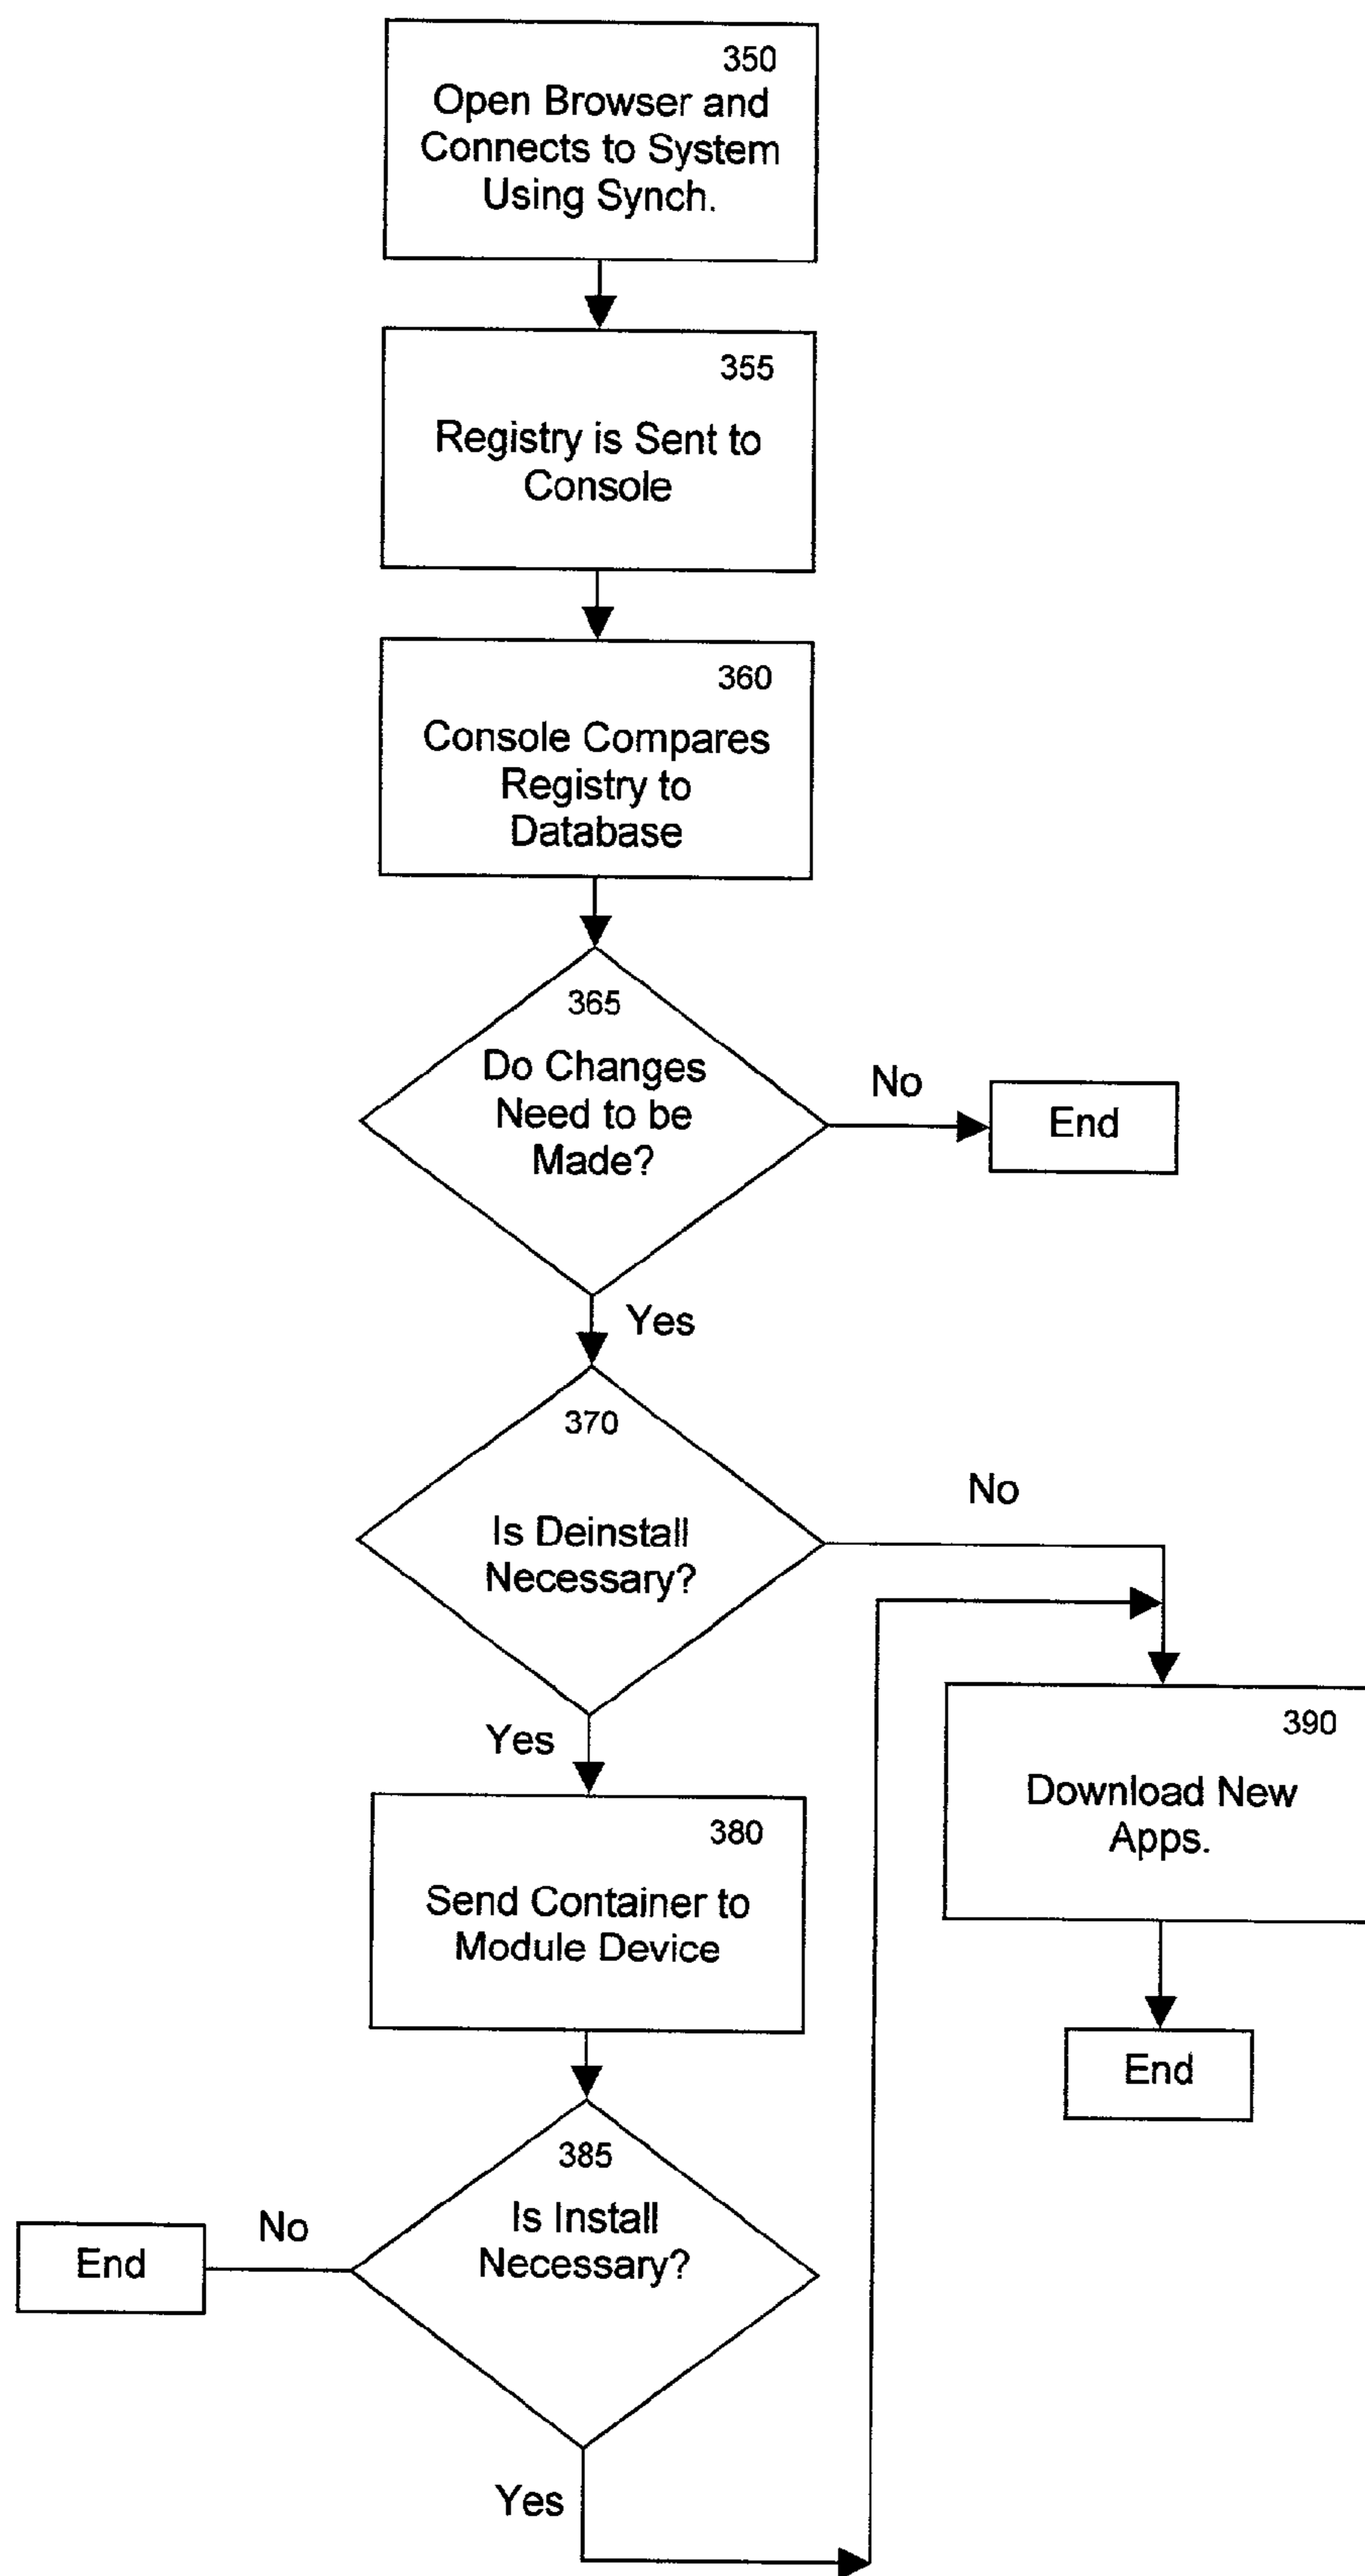 350
Open Browser and
Connects to System
Using Synch.
355
Registry is Sent to
Console
360
Console Compares
Registry to
Database
365
Do Changes
Need to be
Made?
No
End
Yes
370
Is Deinstall
Necessary?
No
Yes
380
Send Container to
Module Device
390
Download New
Apps.
End
385
Is Install
Necessary?
No
End
Yes